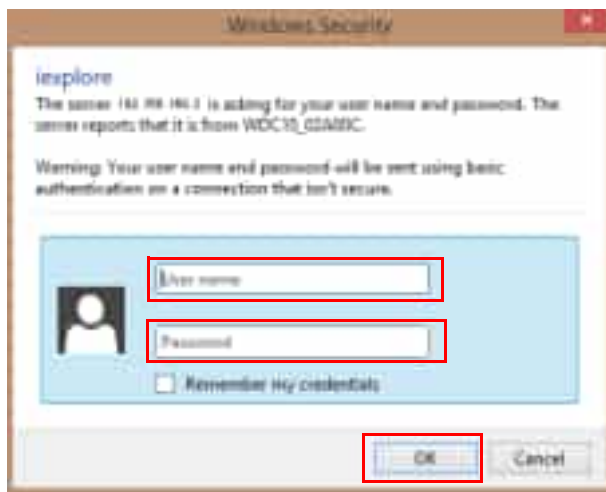 Windows Security
iexplore
The server is asking for your user name and password. The
server reports that it is from
Warning: Your user name and password will be sent using basic
authentication on a connection that isn't secure.
User name
Password
Remember my credentials
OK
Cancel